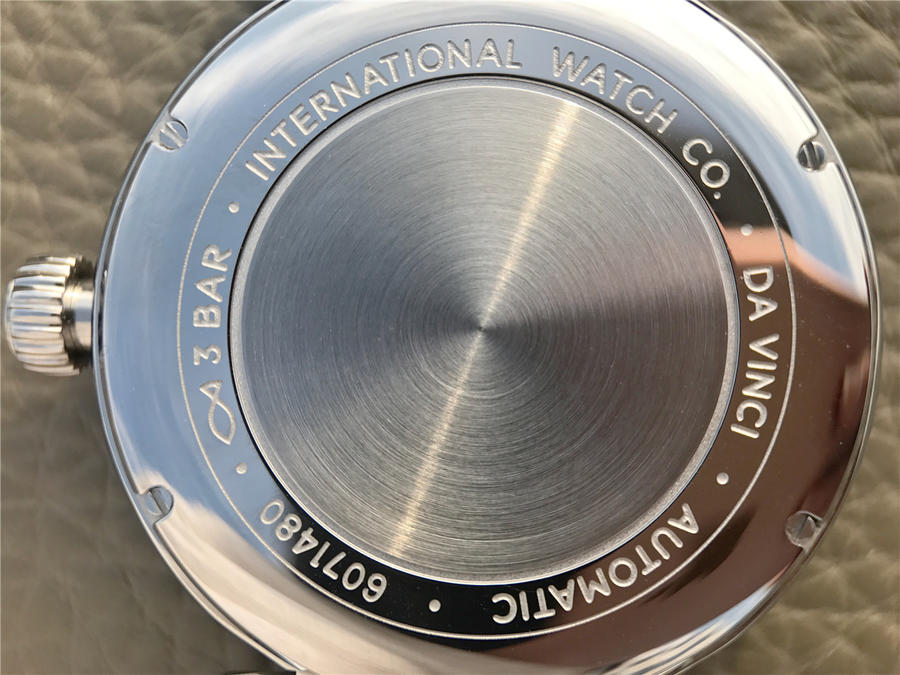 INTERNATIONAL WATCH CO. • DA VINCI • AUTOMATIC • 6071480 • 3 BAR •